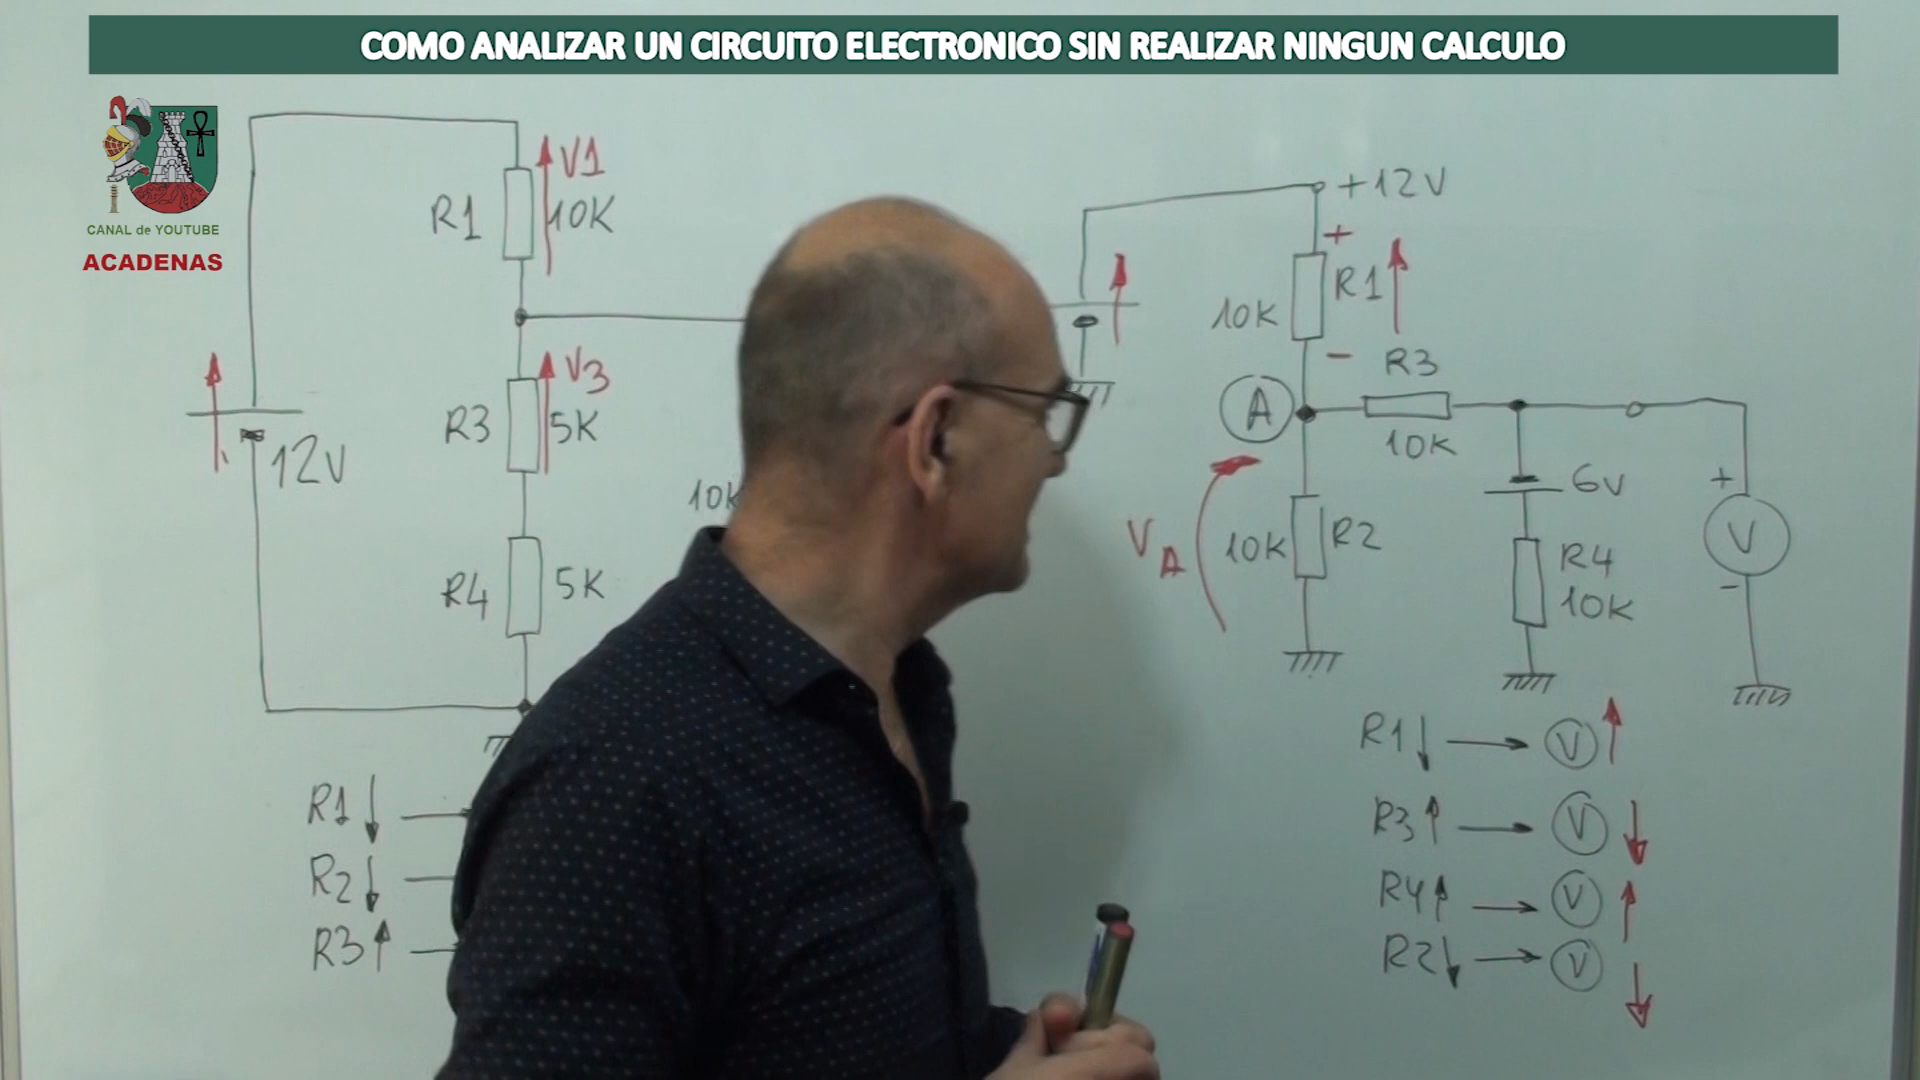 COMO ANALIZAR UN CIRCUITO ELECTRONICO SIN REALIZAR NINGUN CALCULO
CANAL de YOUTUBE
ACADENAS
V1
R1
10K
V3
R3
5K
12V
10K
R4
5K
R1
R2
R3
+12V
+
R1
10K
-
R3
A
10K
6V
+
VA
10K
R2
V
R4
10K
-
R1 V
R3 V
R4 V
R2 V